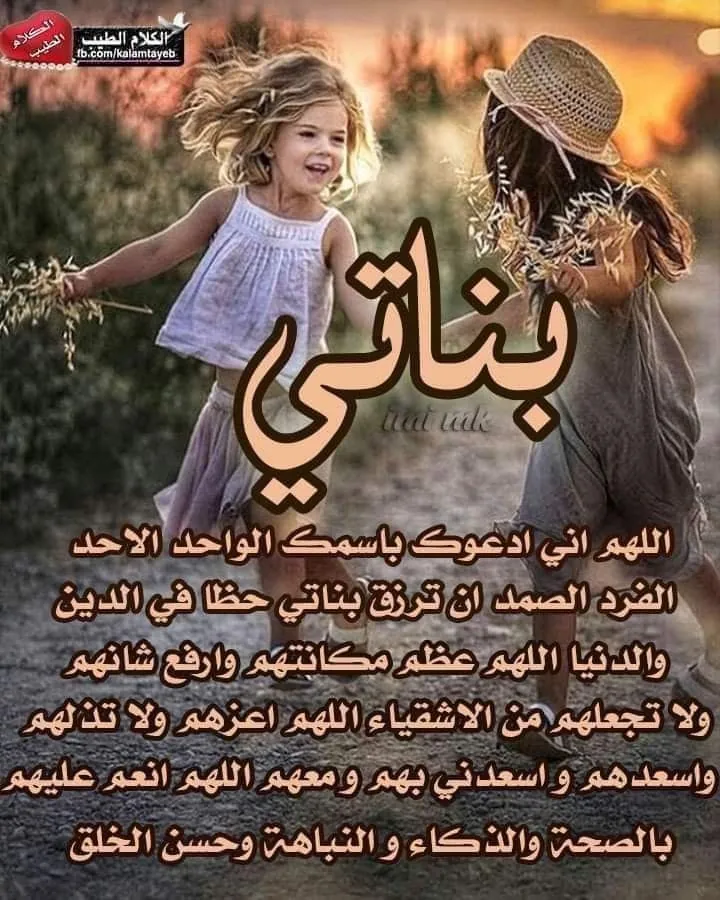 الكلام الطيب
الكلام الطيب
fb.com/kalamtayeb
بناتي
imi mk
اللهم اني ادعوك باسمك الواحد الاحد
الفرد الصمد ان ترزق بناتي حظا في الدين
والدنيا اللهم عظم مكانتهم وارفع شانهم
ولا تجعلهم من الاشقياء اللهم اعزهم ولا تذلهم
واسعدهم و اسعدني بهم و معهم اللهم انعم عليهم
بالصحة والذكاء و النباهة وحسن الخلق